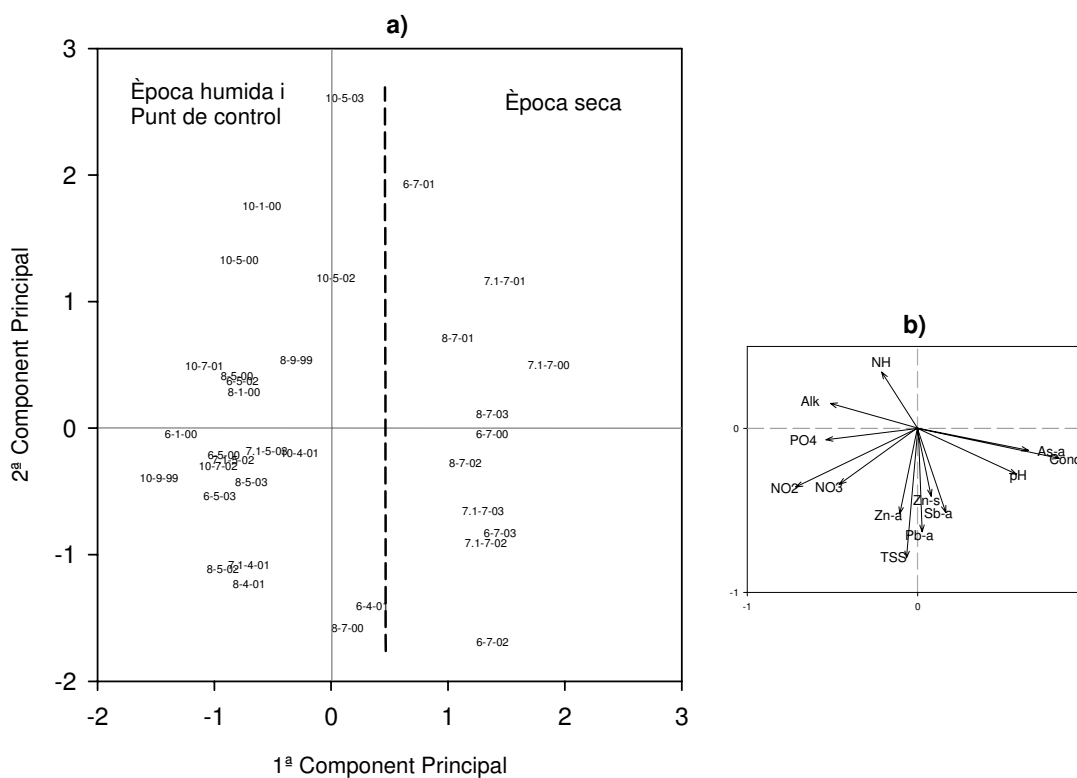 a)
3
Època humida i
Punt de control
10-5-03
Època seca
2
6-7-01
10-1-00
10-5-00
10-5-02
7.1-7-01
1
8-7-01
8-9-99
10-7-01
7.1-7-00
8-5-00
6-5-02
8-1-00
8-7-03
0
6-1-00
6-7-00
7.1-5-03
10-4-01
6-5-00
7.1-5-02
10-7-02
8-7-02
10-9-99
8-5-03
6-5-03
7.1-7-03
6-7-03
7.1-7-02
-1
7.1-4-01
8-5-02
8-4-01
6-4-0
8-7-00
6-7-02
-2
-2
-1
0
1
2
3
1ª Component Principal
2ª Component Principal
b)
NH
Alk
0
PO4
As-a
Cond
pH
NO2
NO3
Zn-s
Zn-a
Sb-a
Pb-a
TSS
-1
-1
0